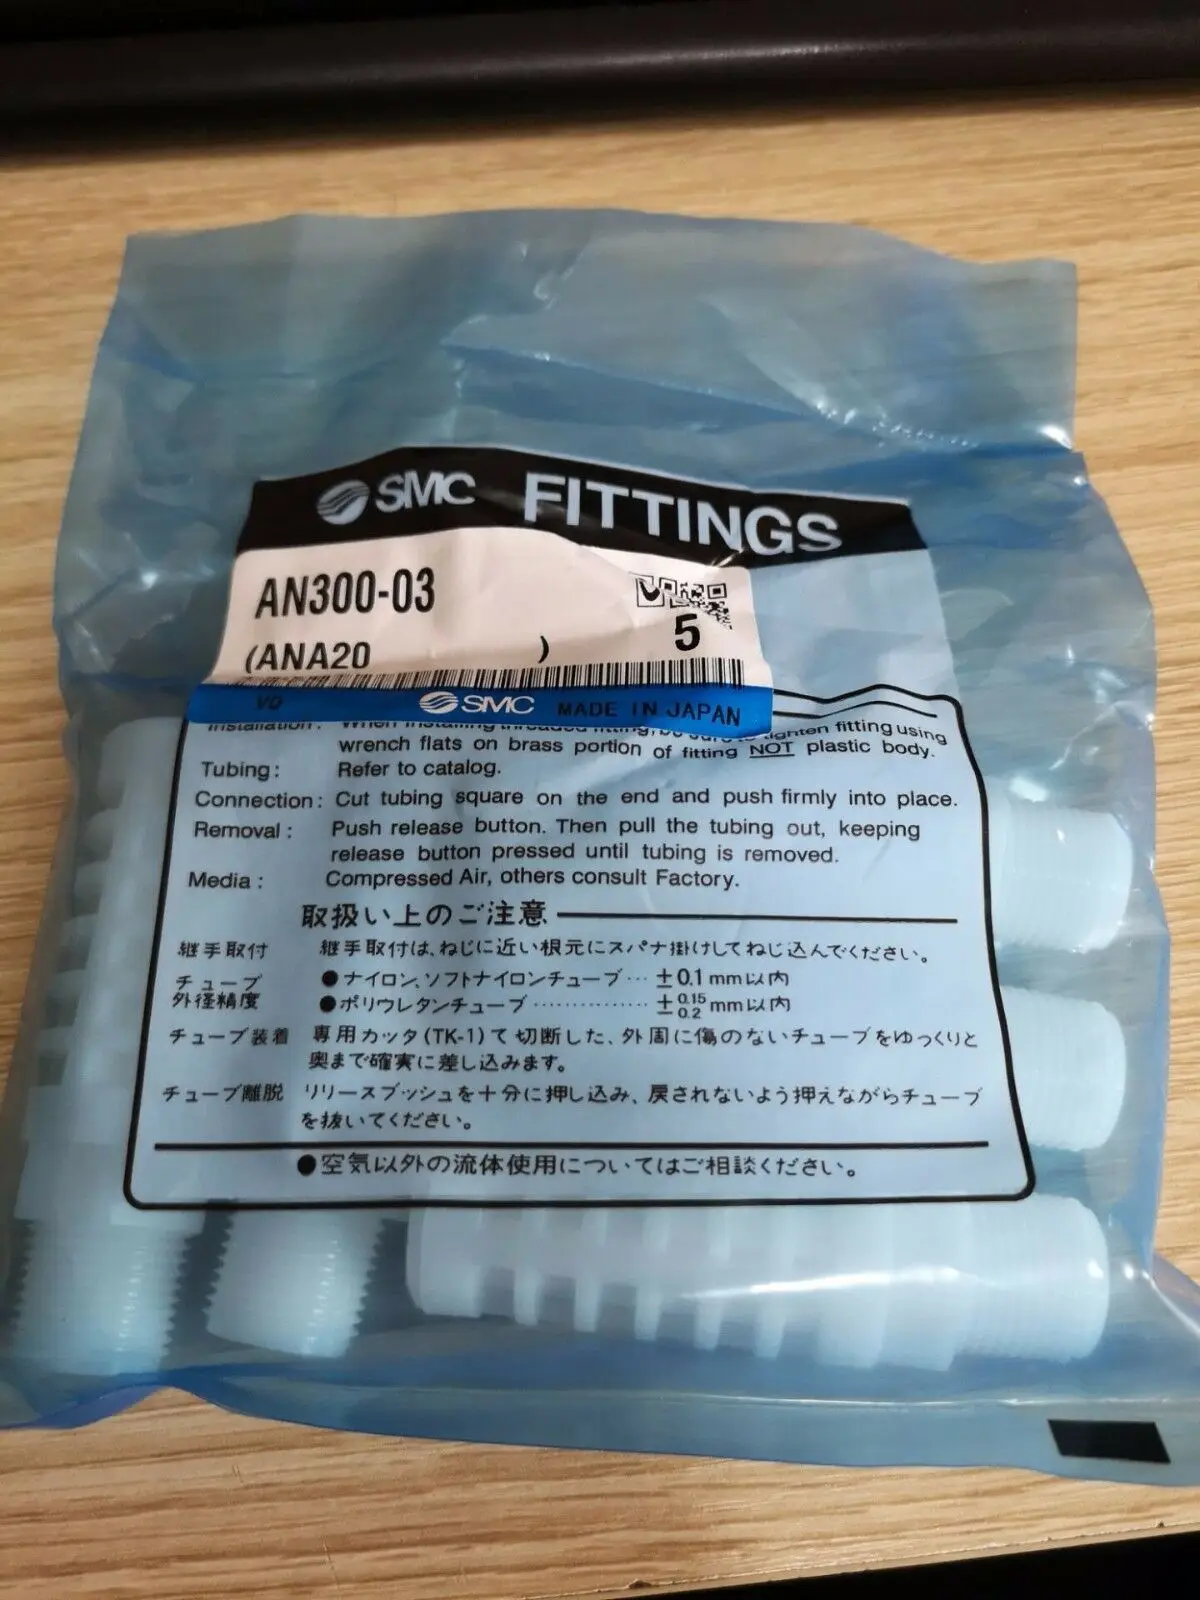 SMC FITTINGS
AN300-03
5
(ANA20 )
VO SMC MADE IN JAPAN
Installation: When installing threaded fitting, be sure to tighten fitting using
wrench flats on brass portion of fitting NOT plastic body.
Tubing: Refer to catalog.
Connection: Cut tubing square on the end and push firmly into place.
Removal: Push release button. Then pull the tubing out, keeping
release button pressed until tubing is removed.
Media: Compressed Air, others consult Factory.
取扱い上のご注意
継手取付 継手取付は、ねじに近い根元にスパナ掛けしてねじ込んでください。
チューブ ●ナイロン、ソフトナイロンチューブ… ±0.1mm以内
外径精度 ●ポリウレタンチューブ…………… ± 0.15 0.2 mm以内
チューブ装着 専用カッタ(TK-1)て切断した、外周に傷のないチューブをゆっくりと
奥まで確実に差し込みます。
チューブ離脱 リリースブッシュを十分に押し込み、戻されないよう押えながらチューブ
を抜いてください。
●空気以外の流体使用についてはご相談ください。